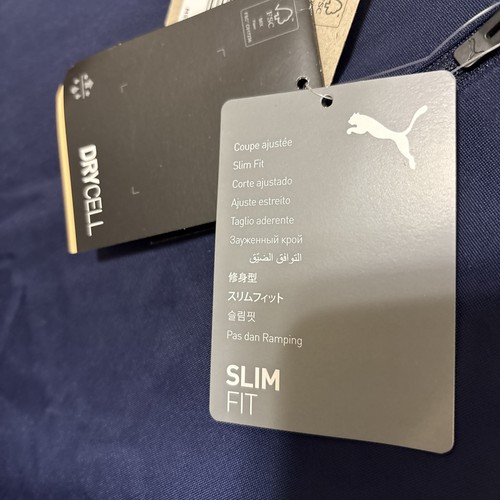 DRYCELL
FSC
Coupe ajustée
Slim Fit
Corte ajustado
Ajuste estreito
Taglio aderente
Зауженный крой
التوافق الضيّق
修身型
スリムフィット
슬림핏
Pas dan Ramping
SLIM
FIT